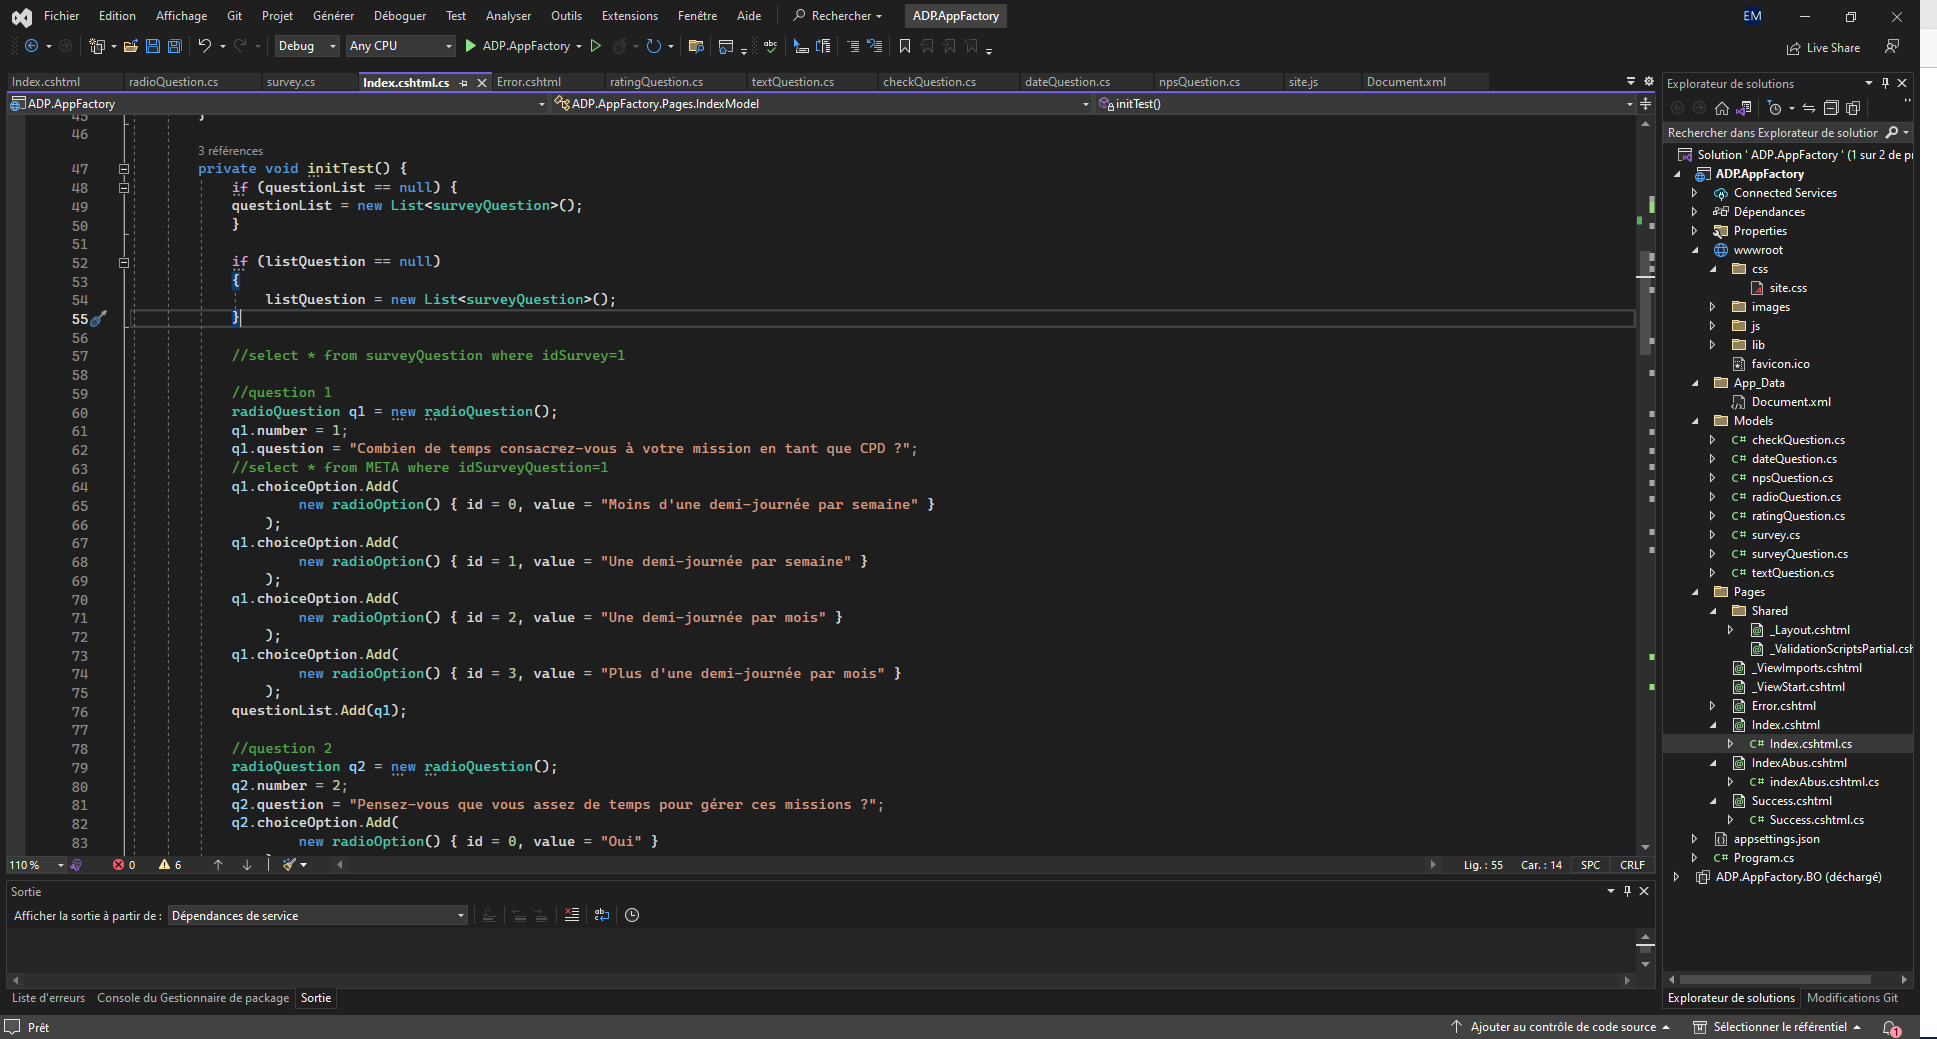 Fichier Edition Affichage Git Projet Générer Déboguer Test Analyser Outils Extensions Fenêtre Aide Rechercher ADP.AppFactory EM
Debug Any CPU ADP.AppFactory Live Share
Index.cshtml radioQuestion.cs survey.cs Index.cshtml.cs Error.cshtml ratingQuestion.cs textQuestion.cs checkQuestion.cs dateQuestion.cs npsQuestion.cs site.js Document.xml
ADP.AppFactory ADP.AppFactory.Pages.IndexModel initTest()
45 }
46
3 références
47 private void initTest() {
48 if (questionList == null) {
49 questionList = new List<surveyQuestion>();
50 }
51
52 if (listQuestion == null)
53 {
54 listQuestion = new List<surveyQuestion>();
55 }
56
57 //select * from surveyQuestion where idSurvey=1
58
59 //question 1
60 radioQuestion q1 = new radioQuestion();
61 q1.number = 1;
62 q1.question = "Combien de temps consacrez-vous à votre mission en tant que CPD ?";
63 //select * from META where idSurveyQuestion=1
64 q1.choiceOption.Add(
65 new radioOption() { id = 0, value = "Moins d'une demi-journée par semaine" }
66 );
67 q1.choiceOption.Add(
68 new radioOption() { id = 1, value = "Une demi-journée par semaine" }
69 );
70 q1.choiceOption.Add(
71 new radioOption() { id = 2, value = "Une demi-journée par mois" }
72 );
73 q1.choiceOption.Add(
74 new radioOption() { id = 3, value = "Plus d'une demi-journée par mois" }
75 );
76 questionList.Add(q1);
77
78 //question 2
79 radioQuestion q2 = new radioQuestion();
80 q2.number = 2;
81 q2.question = "Pensez-vous que vous assez de temps pour gérer ces missions ?";
82 q2.choiceOption.Add(
83 new radioOption() { id = 0, value = "Oui" }
110 % 0 6 Lig. : 55 Car. : 14 SPC CRLF
Sortie
Afficher la sortie à partir de : Dépendances de service
Liste d'erreurs Console du Gestionnaire de package Sortie
Explorateur de solutions
Rechercher dans Explorateur de solution
Solution ' ADP.AppFactory ' (1 sur 2 de pr
ADP.AppFactory
Connected Services
Dépendances
Properties
wwwroot
css
site.css
images
js
lib
favicon.ico
App_Data
Document.xml
Models
C# checkQuestion.cs
C# dateQuestion.cs
C# npsQuestion.cs
C# radioQuestion.cs
C# ratingQuestion.cs
C# survey.cs
C# surveyQuestion.cs
C# textQuestion.cs
Pages
Shared
_Layout.cshtml
_ValidationScriptsPartial.csh
_ViewImports.cshtml
_ViewStart.cshtml
Error.cshtml
Index.cshtml
C# Index.cshtml.cs
IndexAbus.cshtml
C# indexAbus.cshtml.cs
Success.cshtml
C# Success.cshtml.cs
appsettings.json
C# Program.cs
ADP.AppFactory.BO (déchargé)
Explorateur de solutions Modifications Git
Prêt Ajouter au contrôle de code source Sélectionner le référentiel 1